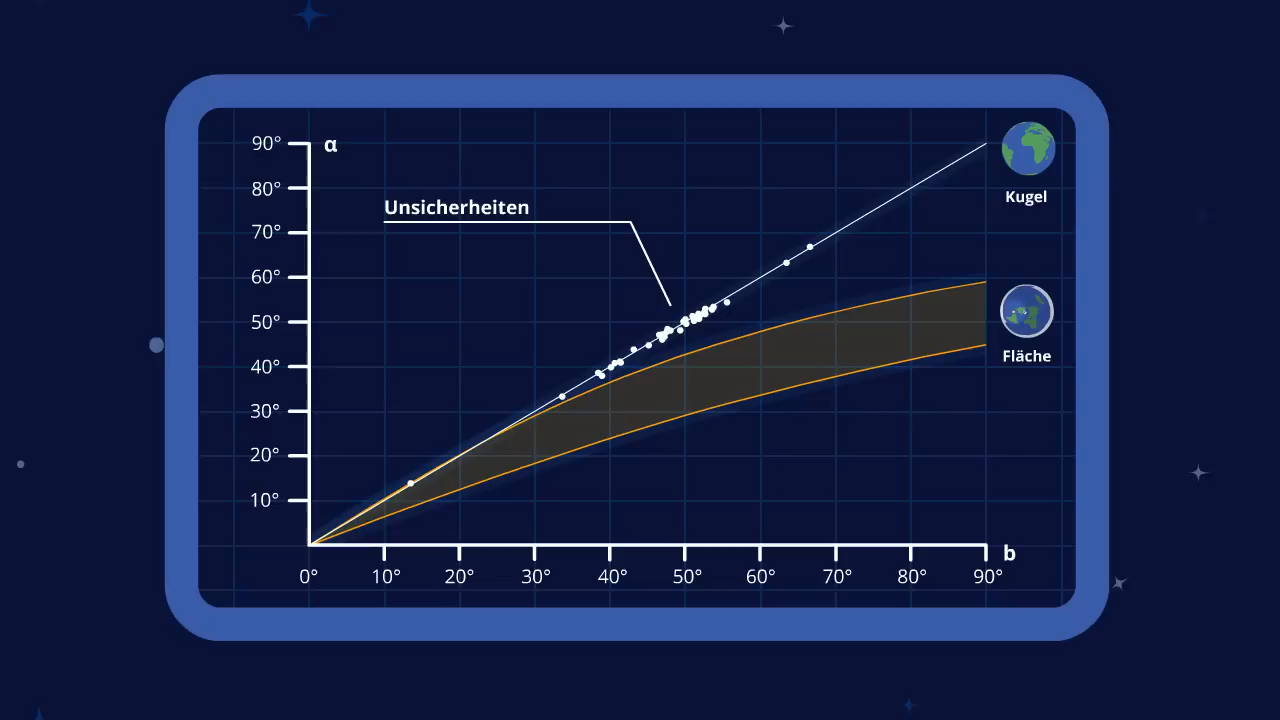 90°
α
80°
70°
60°
50°
40°
30°
20°
10°
Unsicherheiten
Kugel
Fläche
b
0° 10° 20° 30° 40° 50° 60° 70° 80° 90°